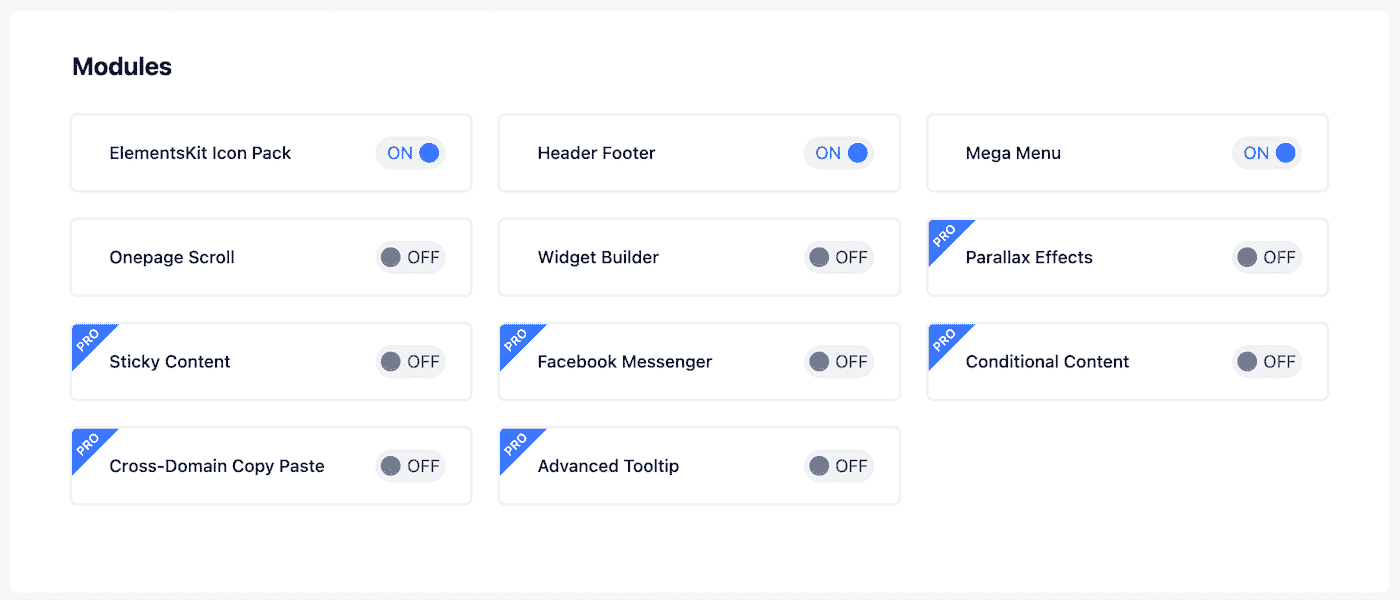 Modules
ElementsKit Icon Pack ON
Header Footer ON
Mega Menu ON
Onepage Scroll OFF
Widget Builder OFF
PRO
Parallax Effects OFF
PRO
Sticky Content OFF
PRO
Facebook Messenger OFF
PRO
Conditional Content OFF
PRO
Cross-Domain Copy Paste OFF
PRO
Advanced Tooltip OFF